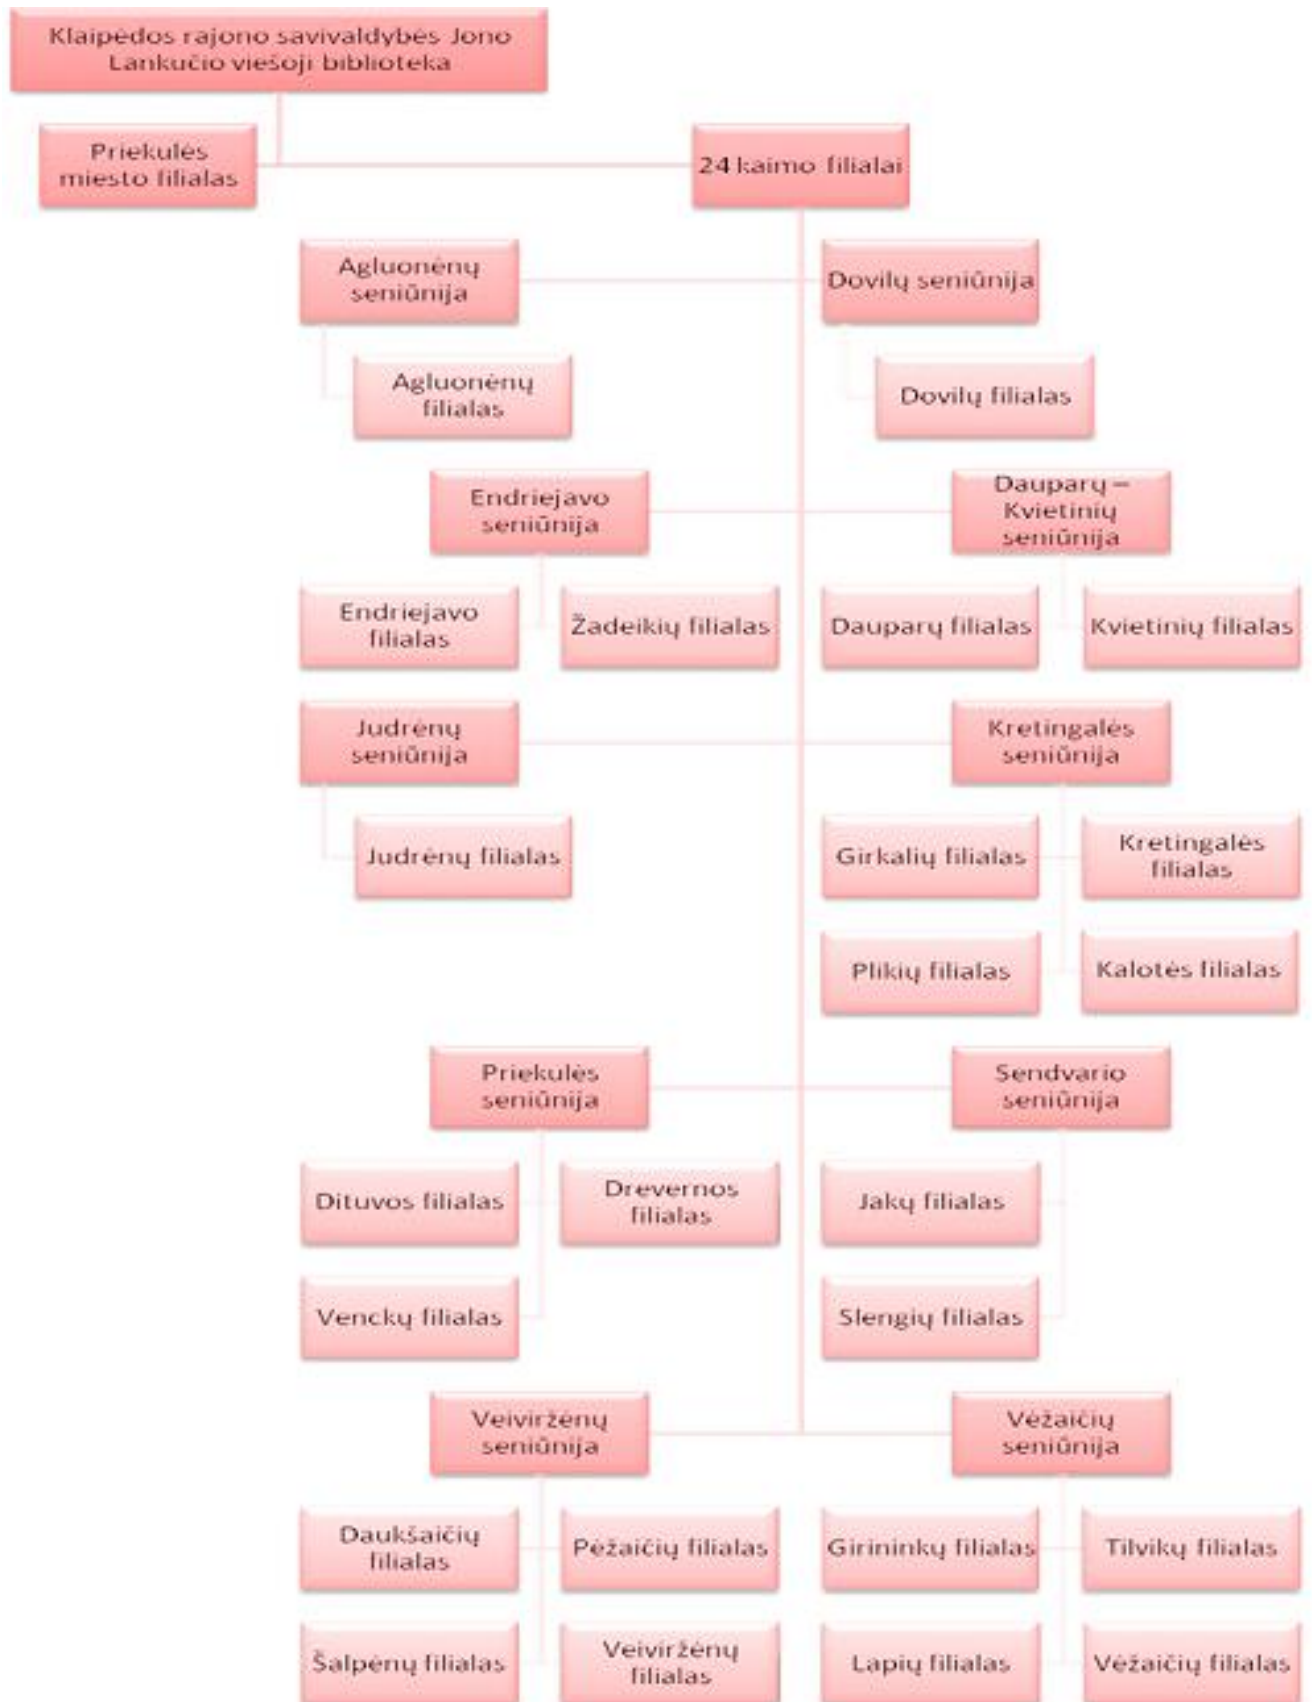 Klaipėdos rajono savivaldybės Jono
Lankučio viešoji biblioteka
Priekulės
miesto filialas
24 kaimo filialai
Agluonėnų
seniūnija
Dovilų seniūnija
Agluonėnų
filialas
Dovilų filialas
Endriejavo
seniūnija
Dauparų –
Kvietinių
seniūnija
Endriejavo
filialas
Žadeikių filialas
Dauparų filialas
Kvietinių filialas
Judrėnų
seniūnija
Kretingalės
seniūnija
Judrėnų filialas
Girkalių filialas
Kretingalės
filialas
Plikių filialas
Kalotės filialas
Priekulės
seniūnija
Sendvario
seniūnija
Dituvos filialas
Drevernos
filialas
Jakų filialas
Venckų filialas
Slengių filialas
Veiviržėnų
seniūnija
Vėžaičių
seniūnija
Daukšaičių
filialas
Pėžaičių filialas
Girininkų filialas
Tilvikų filialas
Šalpėnų filialas
Veiviržėnų
filialas
Lapių filialas
Vėžaičių filialas